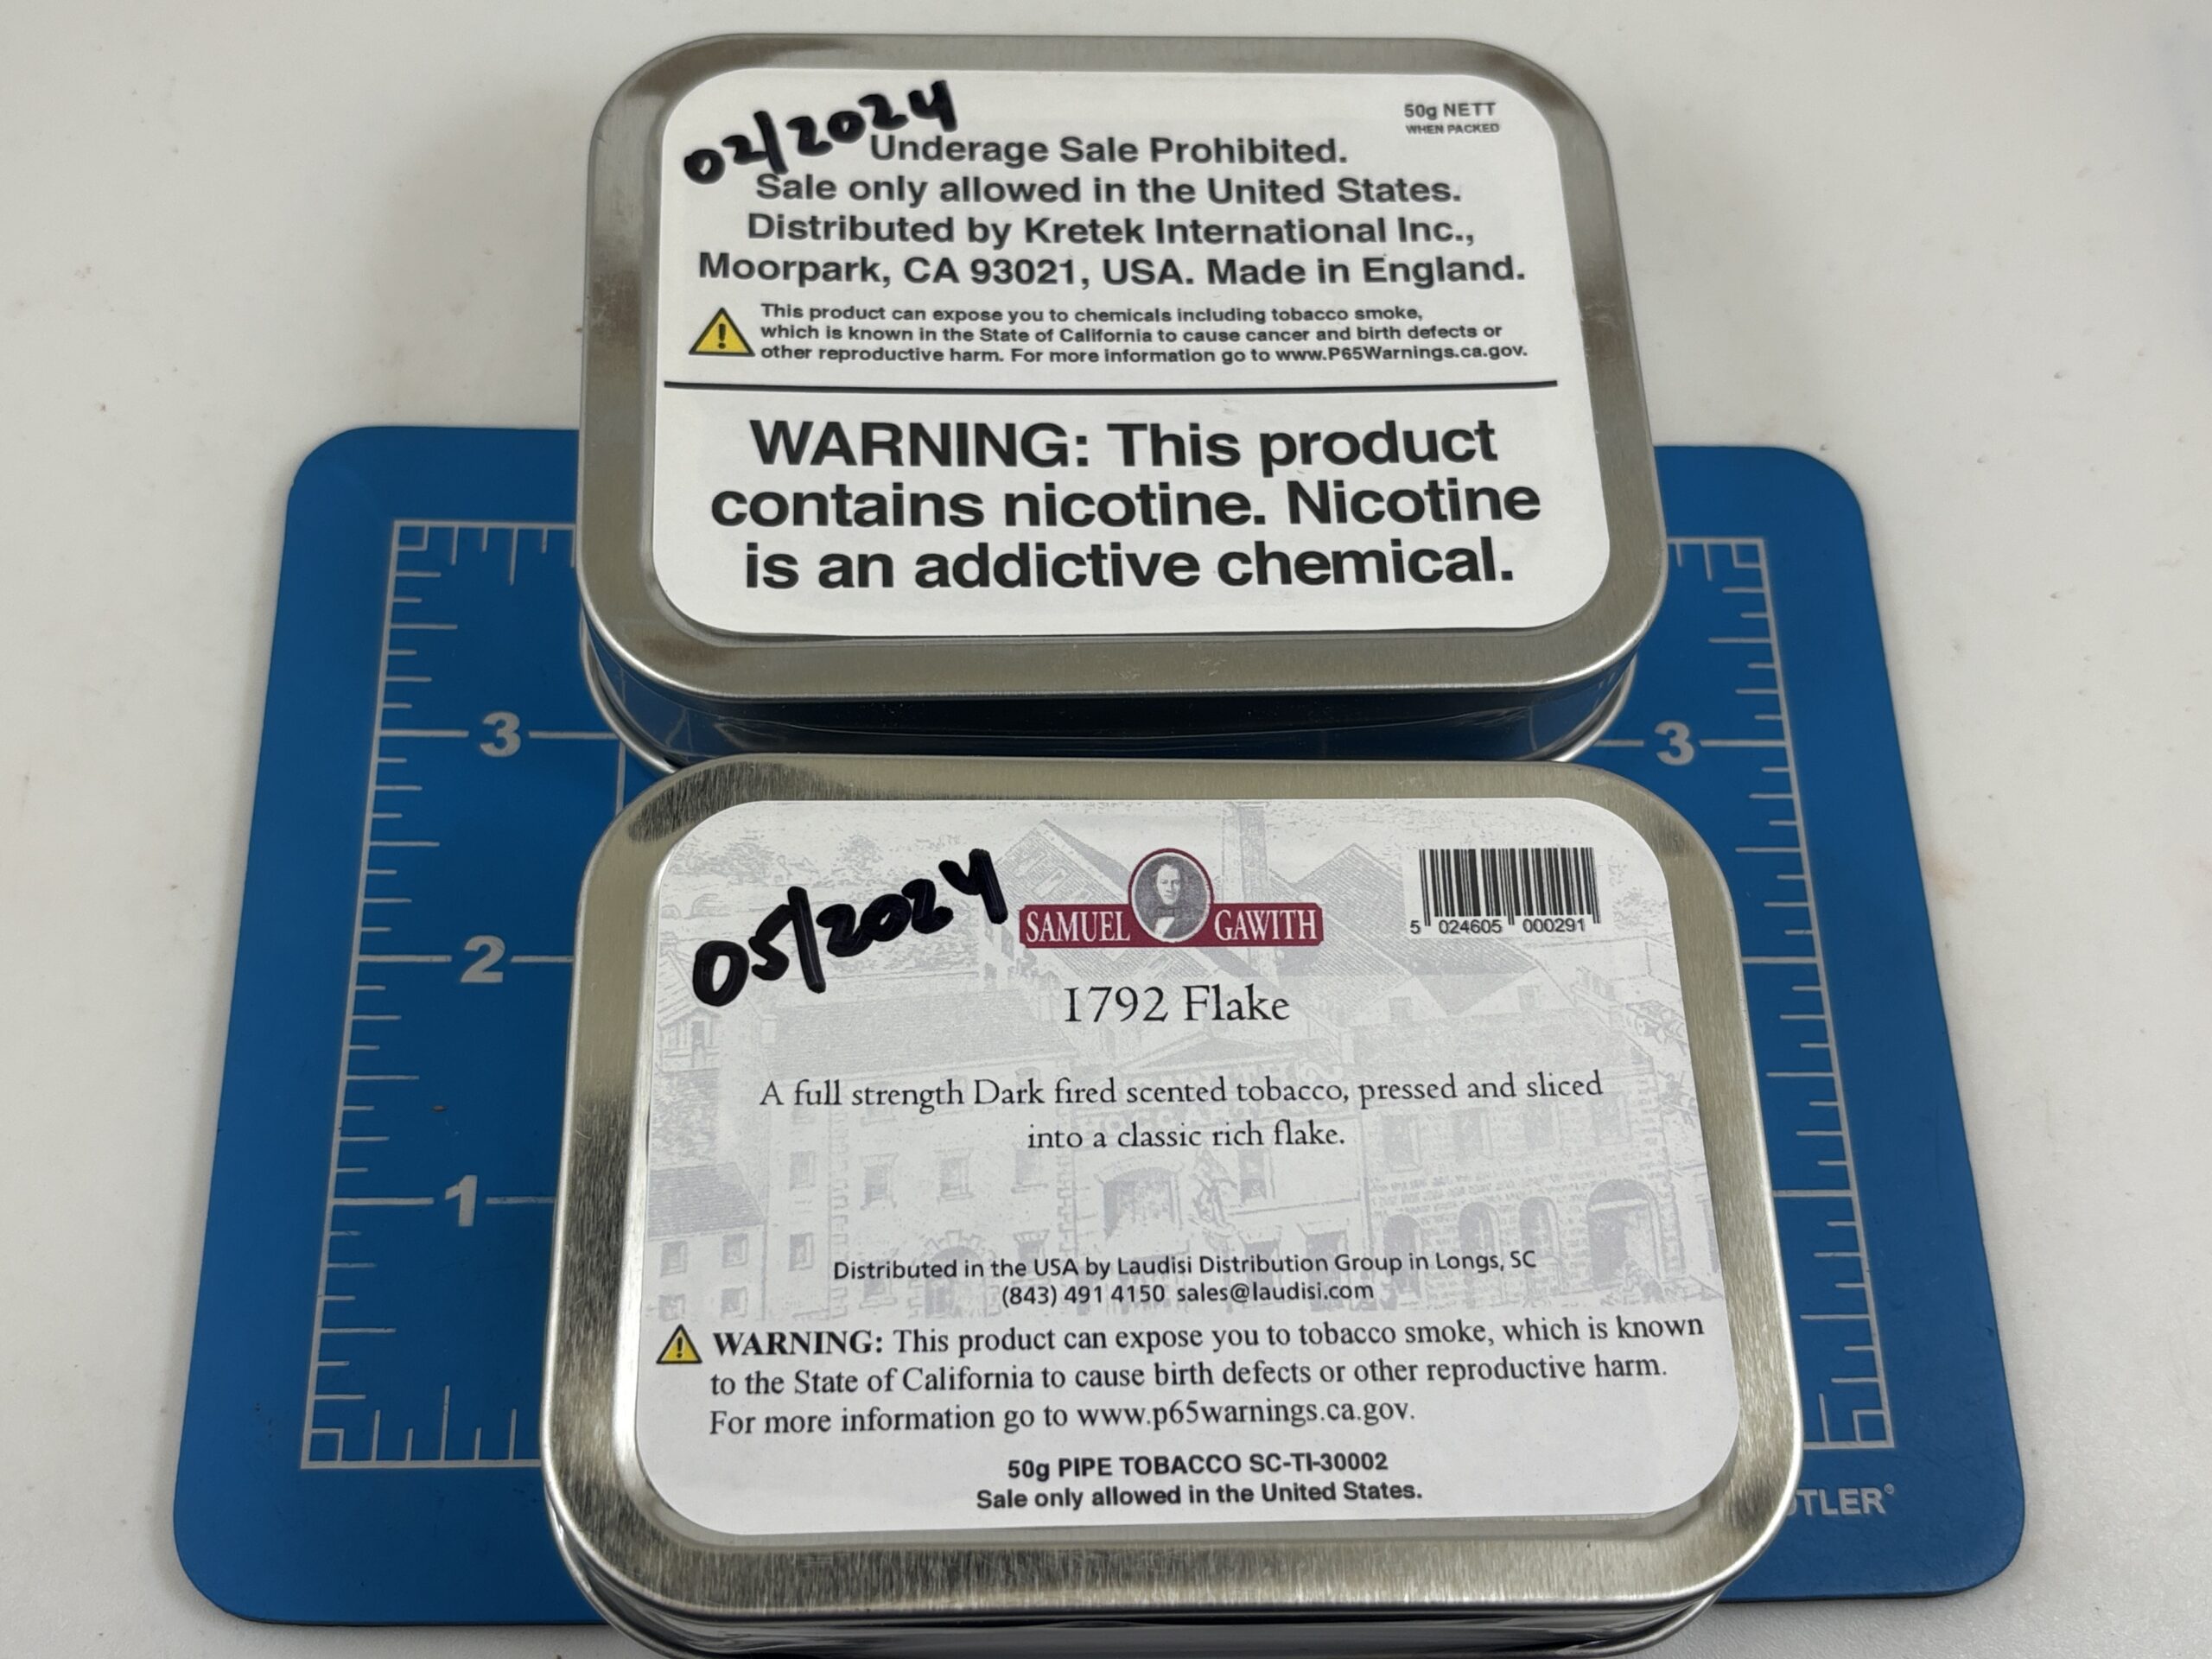 02/2024
50g NETT
WHEN PACKED
Underage Sale Prohibited.
Sale only allowed in the United States.
Distributed by Kretek International Inc.,
Moorpark, CA 93021, USA. Made in England.
This product can expose you to chemicals including tobacco smoke,
which is known in the State of California to cause cancer and birth defects or
other reproductive harm. For more information go to www.P65Warnings.ca.gov.
WARNING: This product
contains nicotine. Nicotine
is an addictive chemical.
3
3
2
1
05/2024
SAMUEL GAWITH
5 024605 000291
1792 Flake
A full strength Dark fired scented tobacco, pressed and sliced
into a classic rich flake.
Distributed in the USA by Laudisi Distribution Group in Longs, SC
(843) 491 4150 sales@laudisi.com
WARNING: This product can expose you to tobacco smoke, which is known
to the State of California to cause birth defects or other reproductive harm.
For more information go to www.p65warnings.ca.gov.
50g PIPE TOBACCO SC-TI-30002
Sale only allowed in the United States.
TLER®